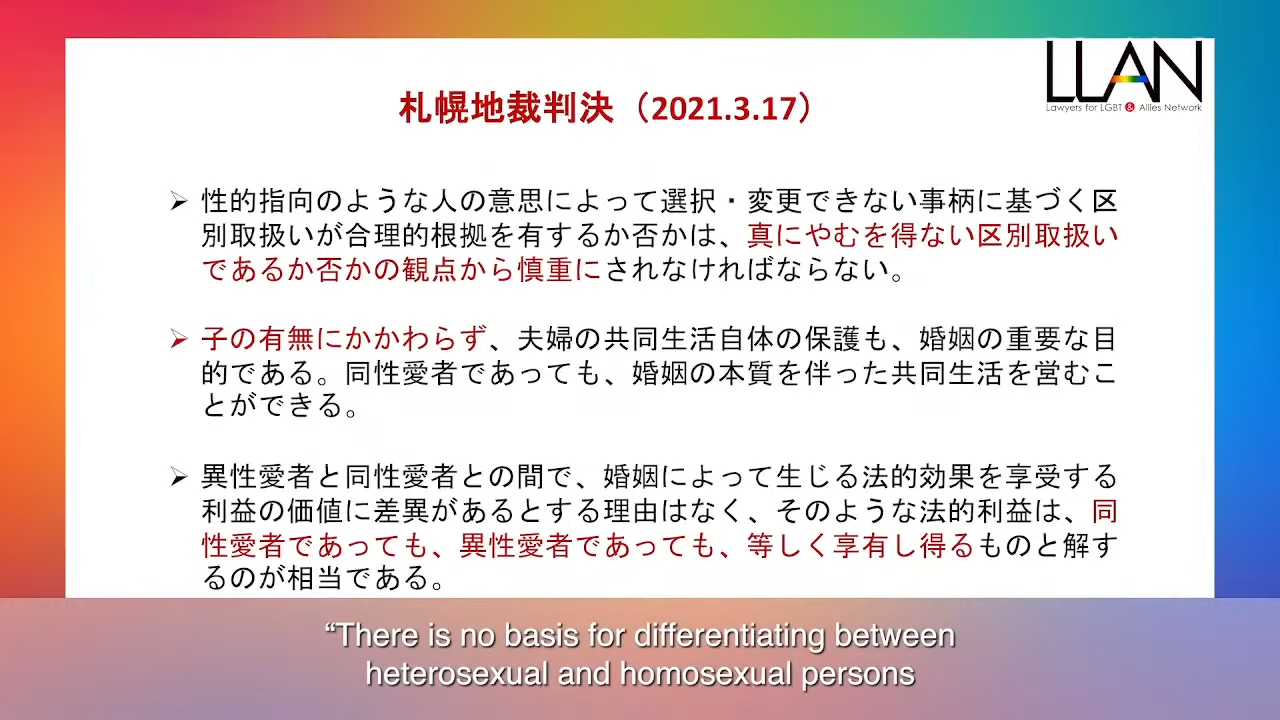 LLAN
Lawyers for LGBT & Allies Network
札幌地裁判決（2021.3.17）
➢ 性的指向のような人の意思によって選択・変更できない事柄に基づく区
別取扱いが合理的根拠を有するか否かは、真にやむを得ない区別取扱い
であるか否かの観点から慎重にされなければならない。
➢ 子の有無にかかわらず、夫婦の共同生活自体の保護も、婚姻の重要な目
的である。同性愛者であっても、婚姻の本質を伴った共同生活を営むこ
とができる。
➢ 異性愛者と同性愛者との間で、婚姻によって生じる法的効果を享受する
利益の価値に差異があるとする理由はなく、そのような法的利益は、同
性愛者であっても、異性愛者であっても、等しく享有し得るものと解す
るのが相当である。
“There is no basis for differentiating between
heterosexual and homosexual persons